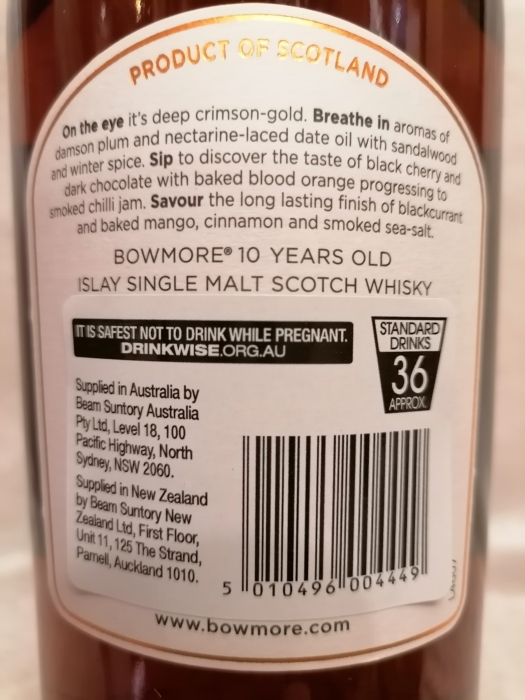 PRODUCT OF SCOTLAND
On the eye it's deep crimson-gold. Breathe in aromas of
damson plum and nectarine-laced date oil with sandalwood
and winter spice. Sip to discover the taste of black cherry and
dark chocolate with baked blood orange progressing to
smoked chilli jam. Savour the long lasting finish of blackcurrant
and baked mango, cinnamon and smoked sea-salt.
BOWMORE® 10 YEARS OLD
ISLAY SINGLE MALT SCOTCH WHISKY
IT IS SAFEST NOT TO DRINK WHILE PREGNANT.
DRINKWISE.ORG.AU
STANDARD
DRINKS
36
APPROX.
Supplied in Australia by
Beam Suntory Australia
Pty Ltd, Level 18, 100
Pacific Highway, North
Sydney, NSW 2060.
Supplied in New Zealand
by Beam Suntory New
Zealand Ltd, First Floor,
Unit 11, 125 The Strand,
Parnell, Auckland 1010.
5 010496 004449
www.bowmore.com